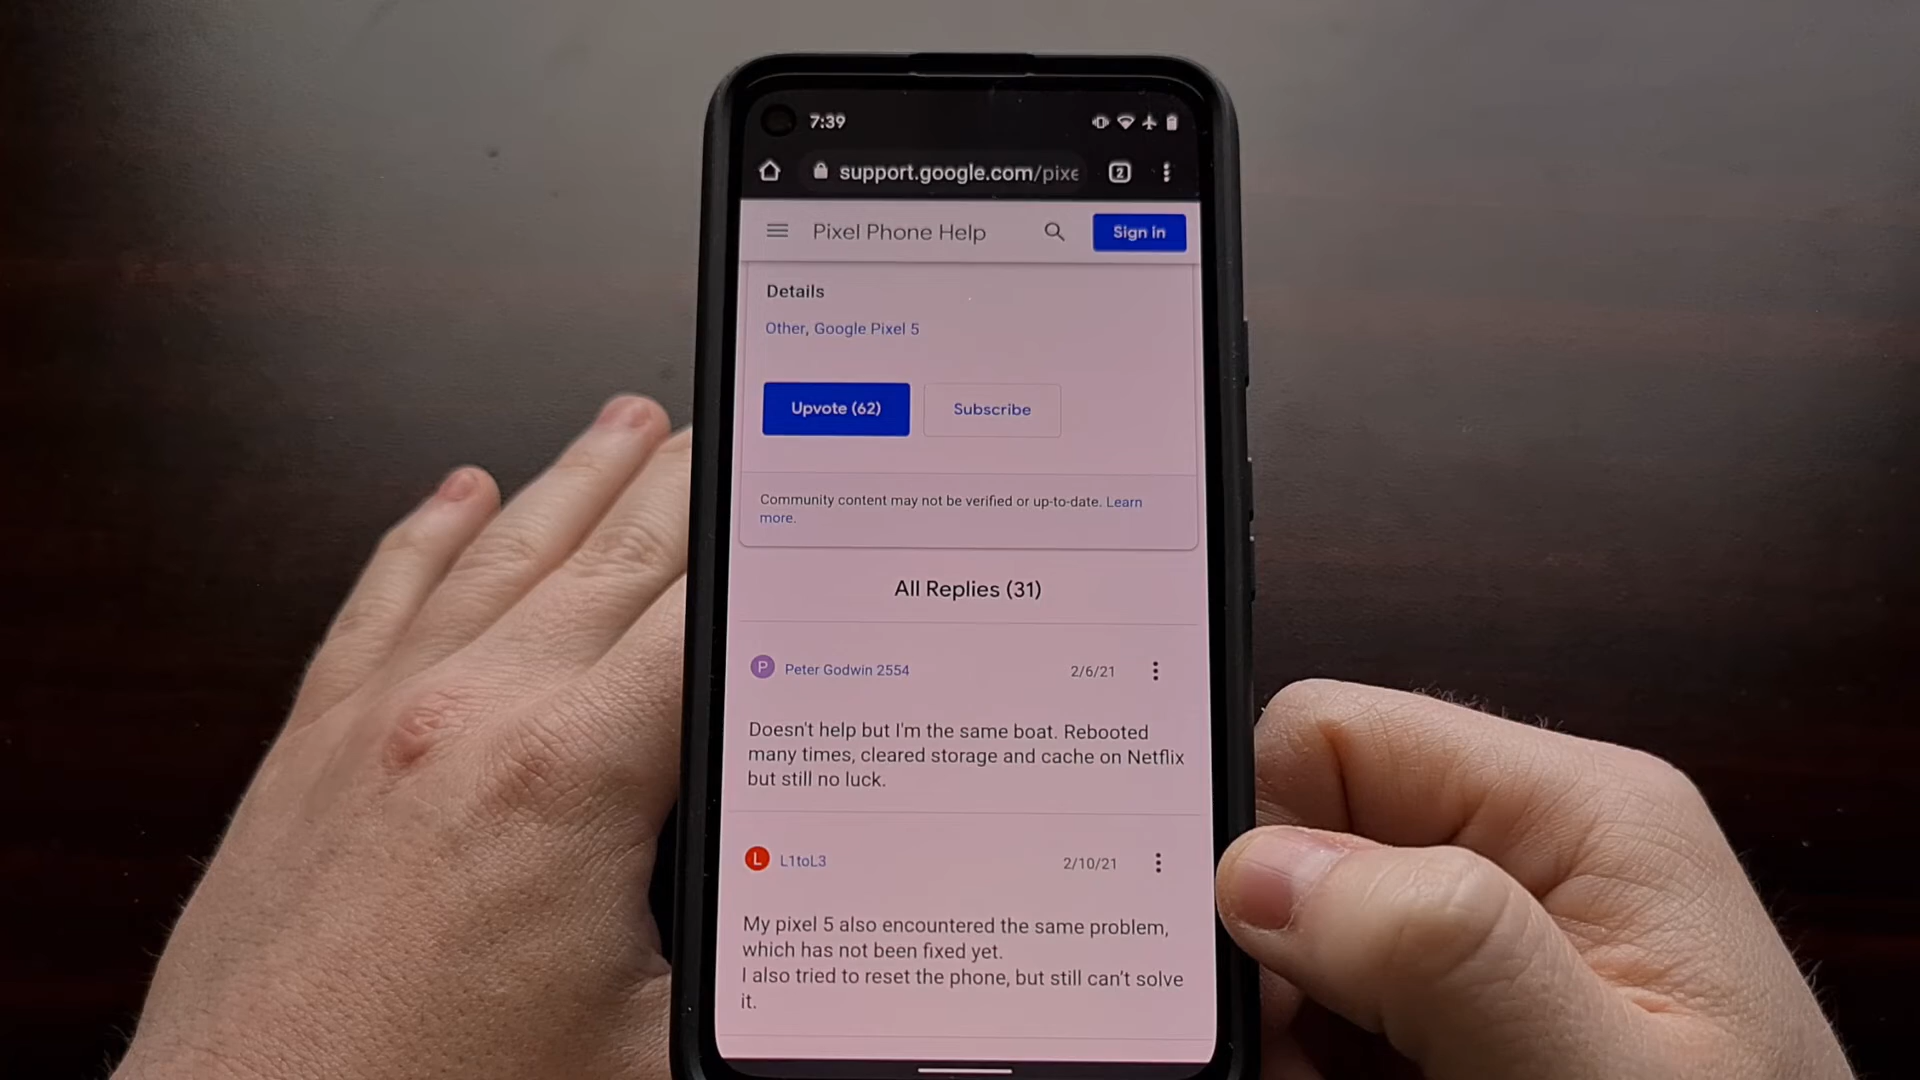 7:39
support.google.com/pixe
2
Pixel Phone Help
Sign in
Details
Other, Google Pixel 5
Upvote (62)
Subscribe
Community content may not be verified or up-to-date. Learn
more.
All Replies (31)
P
Peter Godwin 2554
2/6/21
Doesn't help but I'm the same boat. Rebooted
many times, cleared storage and cache on Netflix
but still no luck.
L
L1toL3
2/10/21
My pixel 5 also encountered the same problem,
which has not been fixed yet.
I also tried to reset the phone, but still can't solve
it.